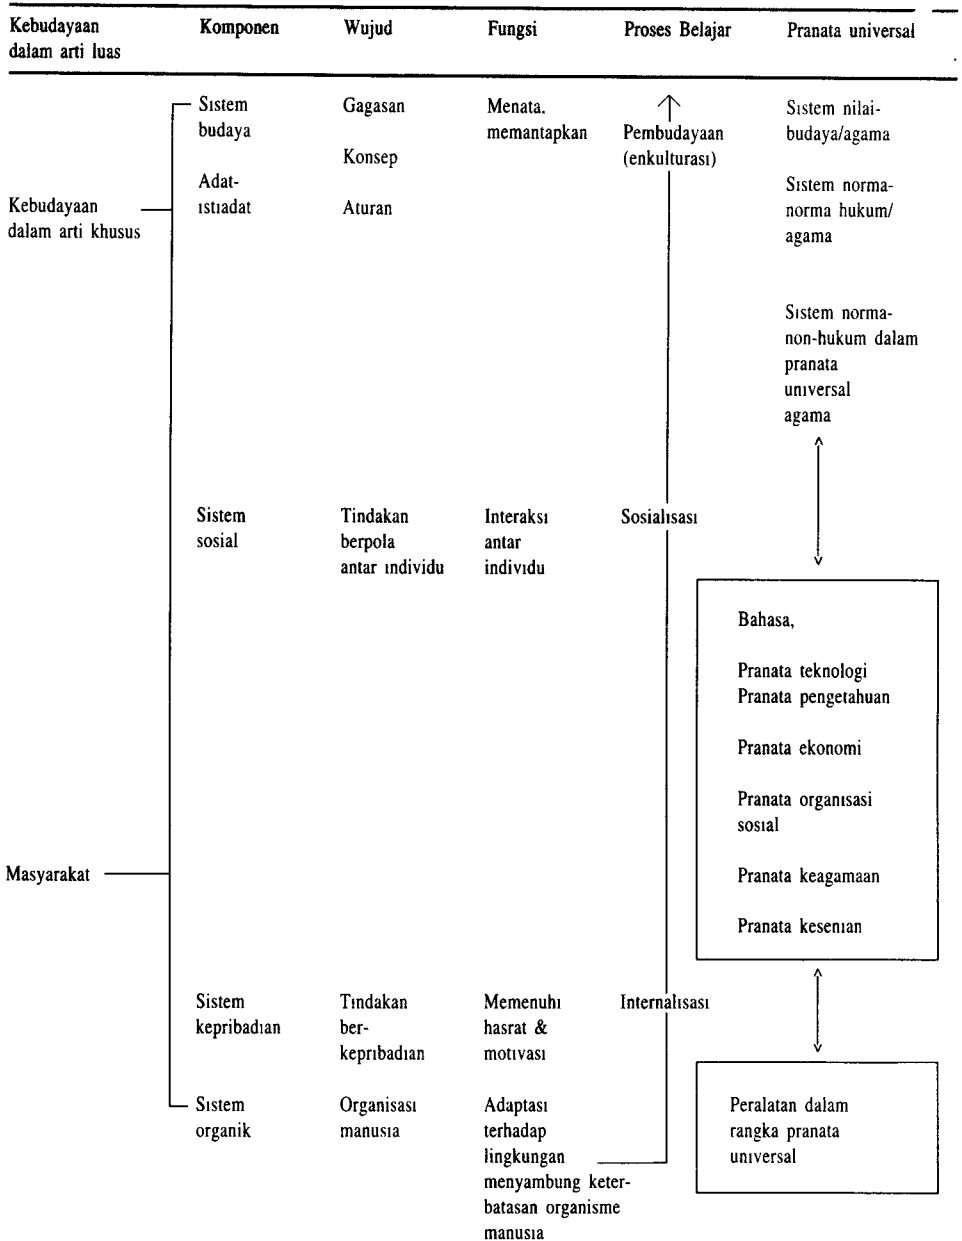 Kebudayaan
dalam arti luas
Komponen
Wujud
Fungsi
Proses Belajar
Pranata universal
Kebudayaan
dalam arti khusus
Sistem
budaya
Adat-
istiadat
Gagasan
Konsep
Aturan
Menata,
memantapkan
Pembudayaan
(enkulturasi)
Sistem nilai-
budaya/agama
Sistem norma-
norma hukum/
agama
Sistem norma-
non-hukum dalam
pranata
universal
agama
Sistem
sosial
Tindakan
berpola
antar individu
Interaksi
antar
individu
Sosialisasi
Bahasa,
Pranata teknologi
Pranata pengetahuan
Pranata ekonomi
Pranata organisasi
sosial
Pranata keagamaan
Pranata kesenian
Masyarakat
Sistem
kepribadian
Tindakan
ber-
kepribadian
Memenuhi
hasrat &
motivasi
Internalisasi
Sistem
organik
Organisasi
manusia
Adaptasi
terhadap
lingkungan
menyambung keter-
batasan organisme
manusia
Peralatan dalam
rangka pranata
universal